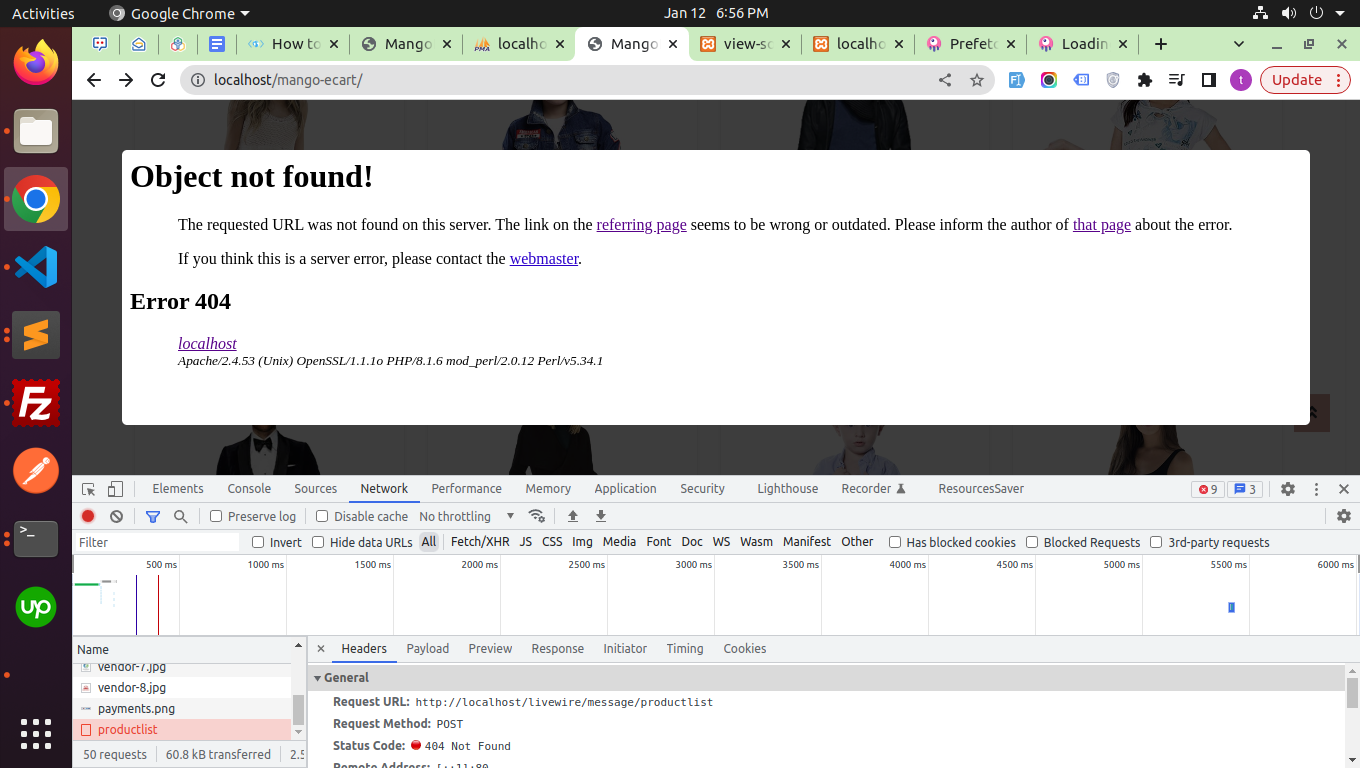 Activities
Google Chrome
Jan 12 6:56 PM
How to
Mango
localho
Mango
view-so
localho
Prefetc
Loadin
localhost/mango-ecart/
t
Update
Object not found!
The requested URL was not found on this server. The link on the referring page seems to be wrong or outdated. Please inform the author of that page about the error.
If you think this is a server error, please contact the webmaster.
Error 404
localhost
Apache/2.4.53 (Unix) OpenSSL/1.1.1o PHP/8.1.6 mod_perl/2.0.12 Perl/v5.34.1
Elements Console Sources Network Performance Memory Application Security Lighthouse Recorder ResourcesSaver 9 3
Preserve log Disable cache No throttling
Filter Invert Hide data URLs All Fetch/XHR JS CSS Img Media Font Doc WS Wasm Manifest Other Has blocked cookies Blocked Requests 3rd-party requests
500 ms 1000 ms 1500 ms 2000 ms 2500 ms 3000 ms 3500 ms 4000 ms 4500 ms 5000 ms 5500 ms 6000 ms
Name
vendor-7.jpg
vendor-8.jpg
payments.png
productlist
50 requests 60.8 kB transferred 2.5
Headers Payload Preview Response Initiator Timing Cookies
General
Request URL: http://localhost/livewire/message/productlist
Request Method: POST
Status Code: 404 Not Found
Remote Address: [::1]:80